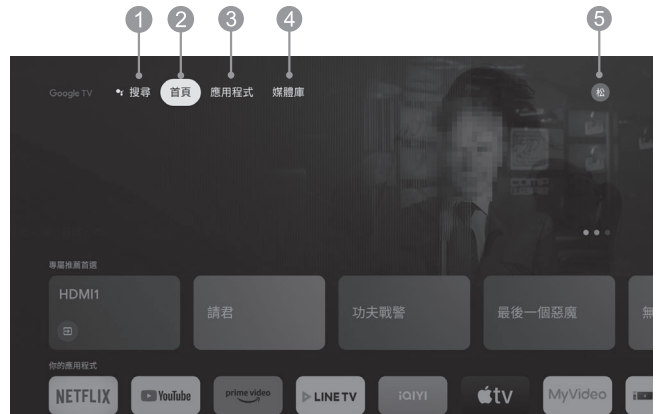 1 2 3 4 5
Google TV 搜尋 首頁 應用程式 媒體庫 松
專屬推薦首選
HDMI1 請君 功夫戰警 最後一個惡魔 無
你的應用程式
NETFLIX YouTube prime video LINE TV iQIYI tv MyVideo